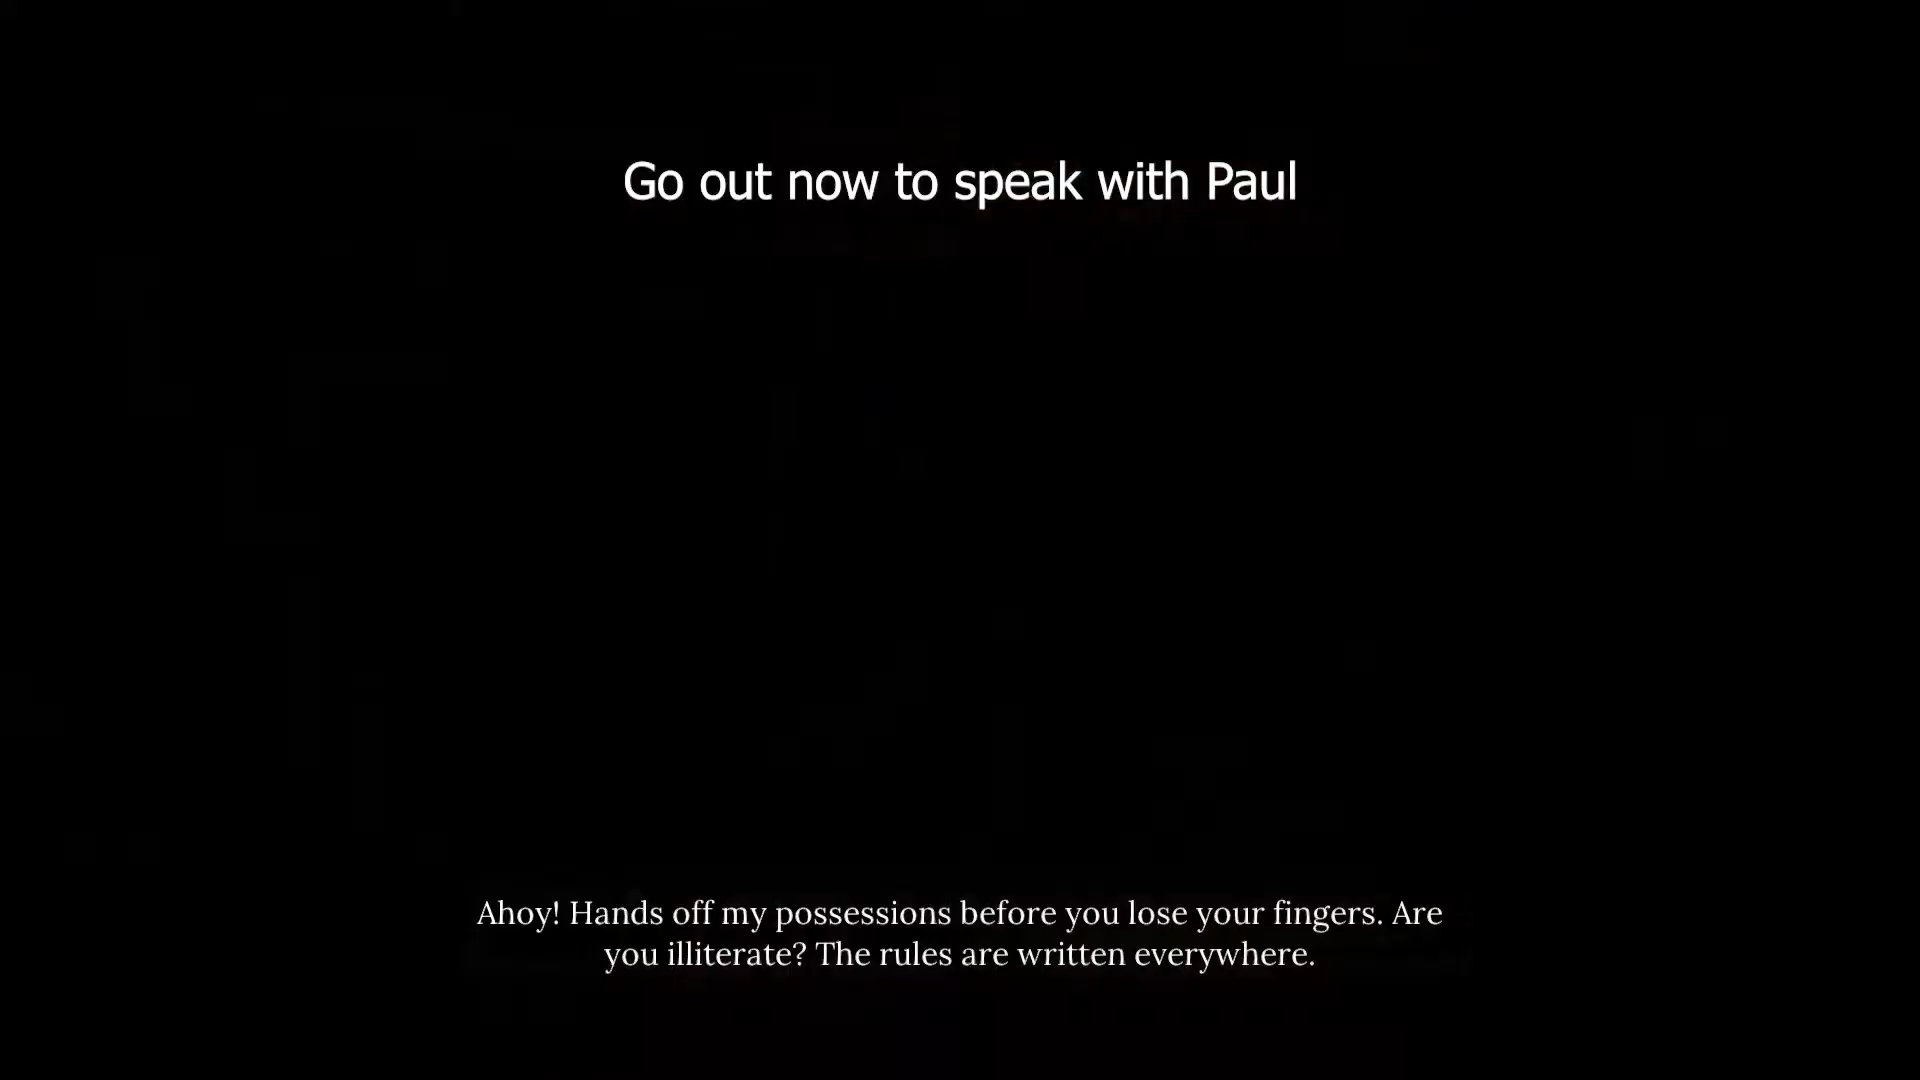 Go out now to speak with Paul
Ahoy! Hands off my possessions before you lose your fingers. Are
you illiterate? The rules are written everywhere.